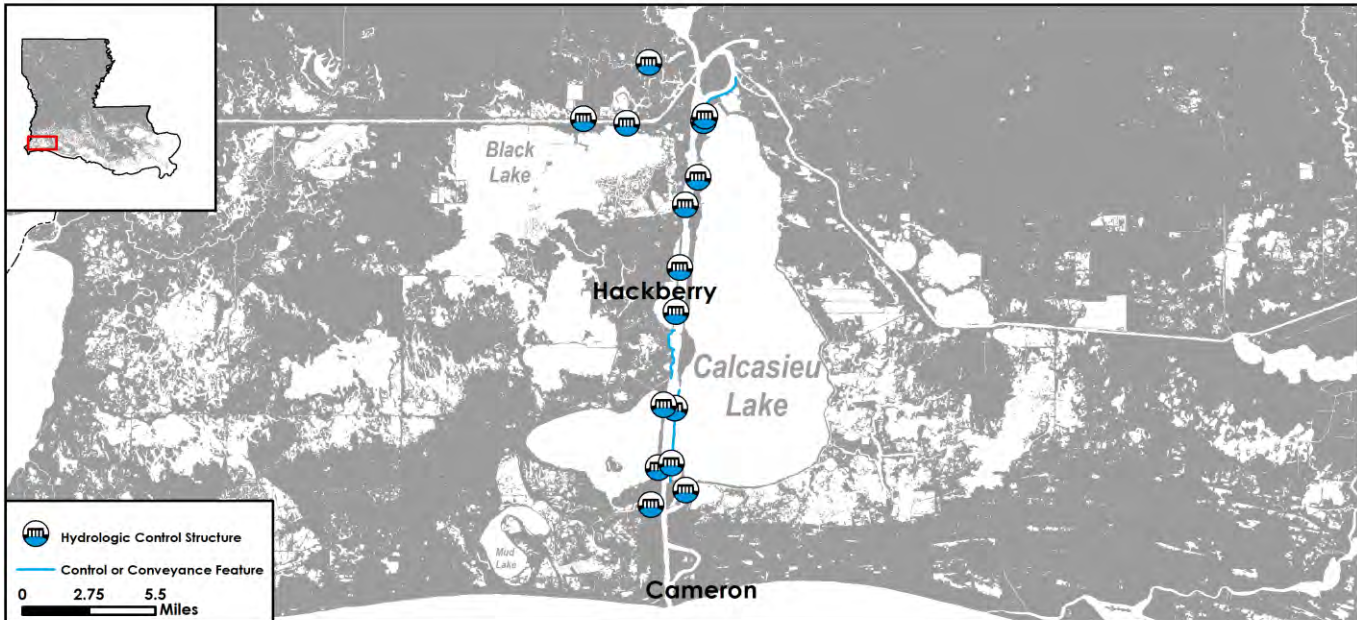 Black
Lake
Hackberry
Calcasieu
Lake
Mud
Lake
Cameron
Hydrologic Control Structure
Control or Conveyance Feature
0 2.75 5.5
Miles